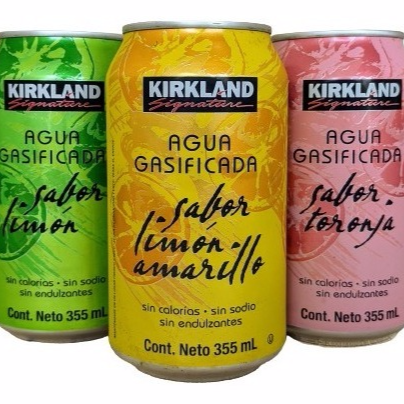 KIRKLAND
Signature
AGUA
GASIFICADA
sabor
limón
sin calorías • sin sodio
sin endulzantes
Cont. Neto 355 mL
KIRKLAND
Signature
AGUA
GASIFICADA
sabor
limón
amarillo
sin calorías • sin sodio
sin endulzantes
Cont. Neto 355 mL
KIRKLAND
Signature
AGUA
GASIFICADA
sabor
toronja
sin calorías • sin sodio
sin endulzantes
Cont. Neto 355 mL